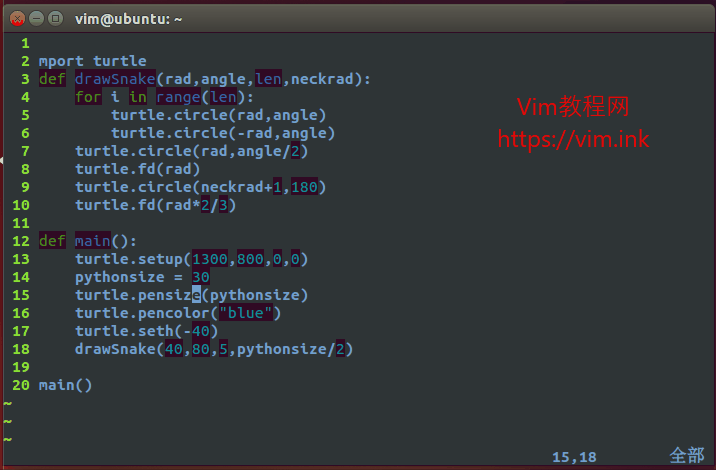 vim@ubuntu: ~
1
2 mport turtle
3 def drawSnake(rad,angle,len,neckrad):
4     for i in range(len):
5         turtle.circle(rad,angle)
6         turtle.circle(-rad,angle)
7     turtle.circle(rad,angle/2)
8     turtle.fd(rad)
9     turtle.circle(neckrad+1,180)
10     turtle.fd(rad*2/3)
11
12 def main():
13     turtle.setup(1300,800,0,0)
14     pythonsize = 30
15     turtle.pensize(pythonsize)
16     turtle.pencolor("blue")
17     turtle.seth(-40)
18     drawSnake(40,80,5,pythonsize/2)
19
20 main()
~
~
~
15,18 全部
Vim教程网
https://vim.ink